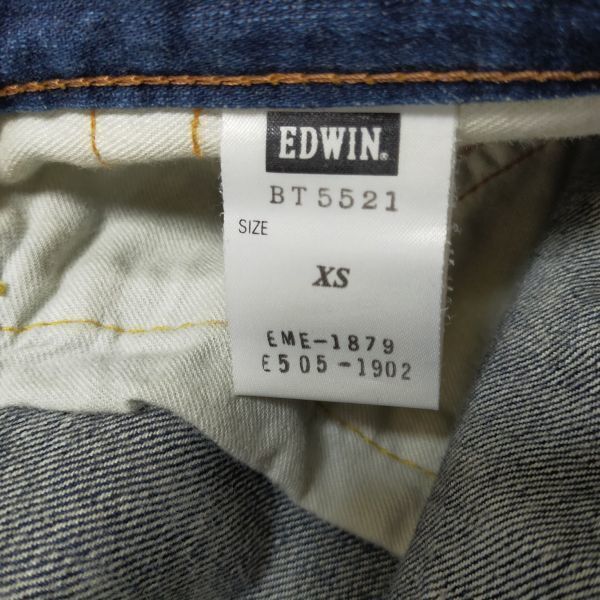 EDWIN®
BT5521
SIZE
XS
EME-1879
E505-1902